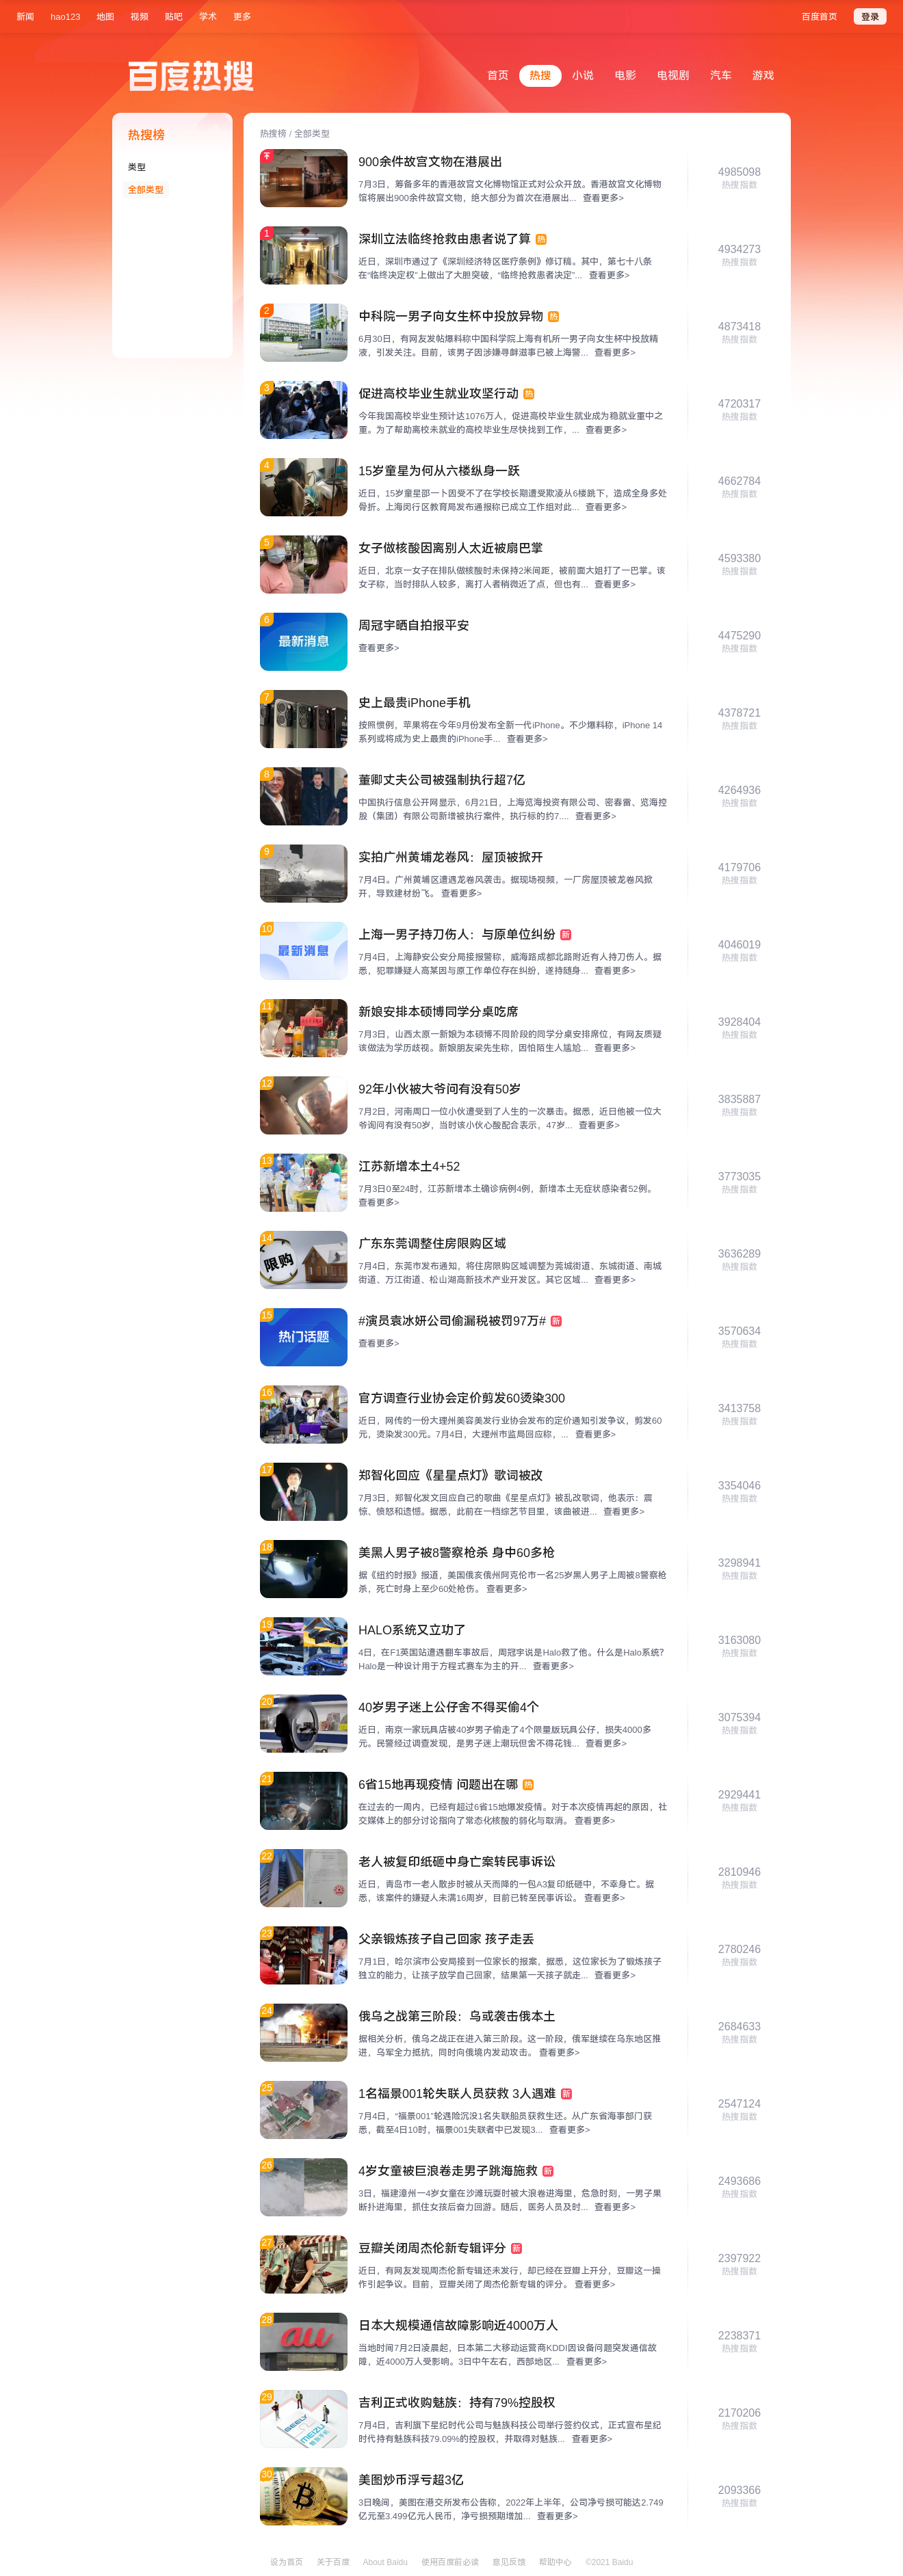 新闻 hao123 地图 视频 贴吧 学术 更多 百度首页 登录
百度热搜
首页 热搜 小说 电影 电视剧 汽车 游戏
热搜榜
类型
全部类型
热搜榜 / 全部类型
900余件故宫文物在港展出
7月3日，筹备多年的香港故宫文化博物馆正式对公众开放。香港故宫文化博物
馆将展出900余件故宫文物，绝大部分为首次在港展出... 查看更多>
4985098
热搜指数
1
深圳立法临终抢救由患者说了算 热
近日，深圳市通过了《深圳经济特区医疗条例》修订稿。其中，第七十八条
在“临终决定权”上做出了大胆突破，“临终抢救患者决定”... 查看更多>
4934273
热搜指数
2
中科院一男子向女生杯中投放异物 热
6月30日，有网友发帖爆料称中国科学院上海有机所一男子向女生杯中投放精
液，引发关注。目前，该男子因涉嫌寻衅滋事已被上海警... 查看更多>
4873418
热搜指数
3
促进高校毕业生就业攻坚行动 热
今年我国高校毕业生预计达1076万人，促进高校毕业生就业成为稳就业重中之
重。为了帮助离校未就业的高校毕业生尽快找到工作，... 查看更多>
4720317
热搜指数
4
15岁童星为何从六楼纵身一跃
近日，15岁童星邵一卜因受不了在学校长期遭受欺凌从6楼跳下，造成全身多处
骨折。上海闵行区教育局发布通报称已成立工作组对此... 查看更多>
4662784
热搜指数
5
女子做核酸因离别人太近被扇巴掌
近日，北京一女子在排队做核酸时未保持2米间距，被前面大姐打了一巴掌。该
女子称，当时排队人较多，离打人者稍微近了点，但也有... 查看更多>
4593380
热搜指数
6
最新消息
周冠宇晒自拍报平安
查看更多>
4475290
热搜指数
7
史上最贵iPhone手机
按照惯例，苹果将在今年9月份发布全新一代iPhone。不少爆料称，iPhone 14
系列或将成为史上最贵的iPhone手... 查看更多>
4378721
热搜指数
8
董卿丈夫公司被强制执行超7亿
中国执行信息公开网显示，6月21日，上海览海投资有限公司、密春雷、览海控
股（集团）有限公司新增被执行案件，执行标的约7.... 查看更多>
4264936
热搜指数
9
实拍广州黄埔龙卷风：屋顶被掀开
7月4日。广州黄埔区遭遇龙卷风袭击。据现场视频，一厂房屋顶被龙卷风掀
开，导致建材纷飞。 查看更多>
4179706
热搜指数
10
最新消息
上海一男子持刀伤人：与原单位纠纷 新
7月4日，上海静安公安分局接报警称，威海路成都北路附近有人持刀伤人。据
悉，犯罪嫌疑人高某因与原工作单位存在纠纷，遂持随身... 查看更多>
4046019
热搜指数
11
新娘安排本硕博同学分桌吃席
7月3日，山西太原一新娘为本硕博不同阶段的同学分桌安排席位，有网友质疑
该做法为学历歧视。新娘朋友梁先生称，因怕陌生人尴尬... 查看更多>
3928404
热搜指数
12
92年小伙被大爷问有没有50岁
7月2日，河南周口一位小伙遭受到了人生的一次暴击。据悉，近日他被一位大
爷询问有没有50岁，当时该小伙心酸配合表示，47岁... 查看更多>
3835887
热搜指数
13
江苏新增本土4+52
7月3日0至24时，江苏新增本土确诊病例4例，新增本土无症状感染者52例。
查看更多>
3773035
热搜指数
14
限购
广东东莞调整住房限购区域
7月4日，东莞市发布通知，将住房限购区域调整为莞城街道、东城街道、南城
街道、万江街道、松山湖高新技术产业开发区。其它区域... 查看更多>
3636289
热搜指数
15
热门话题
#演员袁冰妍公司偷漏税被罚97万# 新
查看更多>
3570634
热搜指数
16
官方调查行业协会定价剪发60烫染300
近日，网传的一份大理州美容美发行业协会发布的定价通知引发争议，剪发60
元，烫染发300元。7月4日，大理州市监局回应称，... 查看更多>
3413758
热搜指数
17
郑智化回应《星星点灯》歌词被改
7月3日，郑智化发文回应自己的歌曲《星星点灯》被乱改歌词，他表示：震
惊、愤怒和遗憾。据悉，此前在一档综艺节目里，该曲被进... 查看更多>
3354046
热搜指数
18
美黑人男子被8警察枪杀 身中60多枪
据《纽约时报》报道，美国俄亥俄州阿克伦市一名25岁黑人男子上周被8警察枪
杀，死亡时身上至少60处枪伤。 查看更多>
3298941
热搜指数
19
HALO系统又立功了
4日，在F1英国站遭遇翻车事故后，周冠宇说是Halo救了他。什么是Halo系统？
Halo是一种设计用于方程式赛车为主的开... 查看更多>
3163080
热搜指数
20
40岁男子迷上公仔舍不得买偷4个
近日，南京一家玩具店被40岁男子偷走了4个限量版玩具公仔，损失4000多
元。民警经过调查发现，是男子迷上潮玩但舍不得花钱... 查看更多>
3075394
热搜指数
21
6省15地再现疫情 问题出在哪 热
在过去的一周内，已经有超过6省15地爆发疫情。对于本次疫情再起的原因，社
交媒体上的部分讨论指向了常态化核酸的弱化与取消。 查看更多>
2929441
热搜指数
22
老人被复印纸砸中身亡案转民事诉讼
近日，青岛市一老人散步时被从天而降的一包A3复印纸砸中，不幸身亡。据
悉，该案件的嫌疑人未满16周岁，目前已转至民事诉讼。 查看更多>
2810946
热搜指数
23
父亲锻炼孩子自己回家 孩子走丢
7月1日，哈尔滨市公安局接到一位家长的报案，据悉，这位家长为了锻炼孩子
独立的能力，让孩子放学自己回家，结果第一天孩子就走... 查看更多>
2780246
热搜指数
24
俄乌之战第三阶段：乌或袭击俄本土
据相关分析，俄乌之战正在进入第三阶段。这一阶段，俄军继续在乌东地区推
进，乌军全力抵抗，同时向俄境内发动攻击。 查看更多>
2684633
热搜指数
25
1名福景001轮失联人员获救 3人遇难 新
7月4日，“福景001”轮遇险沉没1名失联船员获救生还。从广东省海事部门获
悉，截至4日10时，福景001失联者中已发现3... 查看更多>
2547124
热搜指数
26
4岁女童被巨浪卷走男子跳海施救 新
3日，福建漳州一4岁女童在沙滩玩耍时被大浪卷进海里，危急时刻，一男子果
断扑进海里，抓住女孩后奋力回游。随后，医务人员及时... 查看更多>
2493686
热搜指数
27
豆瓣关闭周杰伦新专辑评分 新
近日，有网友发现周杰伦新专辑还未发行，却已经在豆瓣上开分，豆瓣这一操
作引起争议。目前，豆瓣关闭了周杰伦新专辑的评分。 查看更多>
2397922
热搜指数
28
au
日本大规模通信故障影响近4000万人
当地时间7月2日凌晨起，日本第二大移动运营商KDDI因设备问题突发通信故
障，近4000万人受影响。3日中午左右，西部地区... 查看更多>
2238371
热搜指数
29
GEELY
MEIZU
吉利正式收购魅族：持有79%控股权
7月4日，吉利旗下星纪时代公司与魅族科技公司举行签约仪式，正式宣布星纪
时代持有魅族科技79.09%的控股权，并取得对魅族... 查看更多>
2170206
热搜指数
30
美图炒币浮亏超3亿
3日晚间，美图在港交所发布公告称，2022年上半年，公司净亏损可能达2.749
亿元至3.499亿元人民币，净亏损预期增加... 查看更多>
2093366
热搜指数
设为首页 关于百度 About Baidu 使用百度前必读 意见反馈 帮助中心 ©2021 Baidu